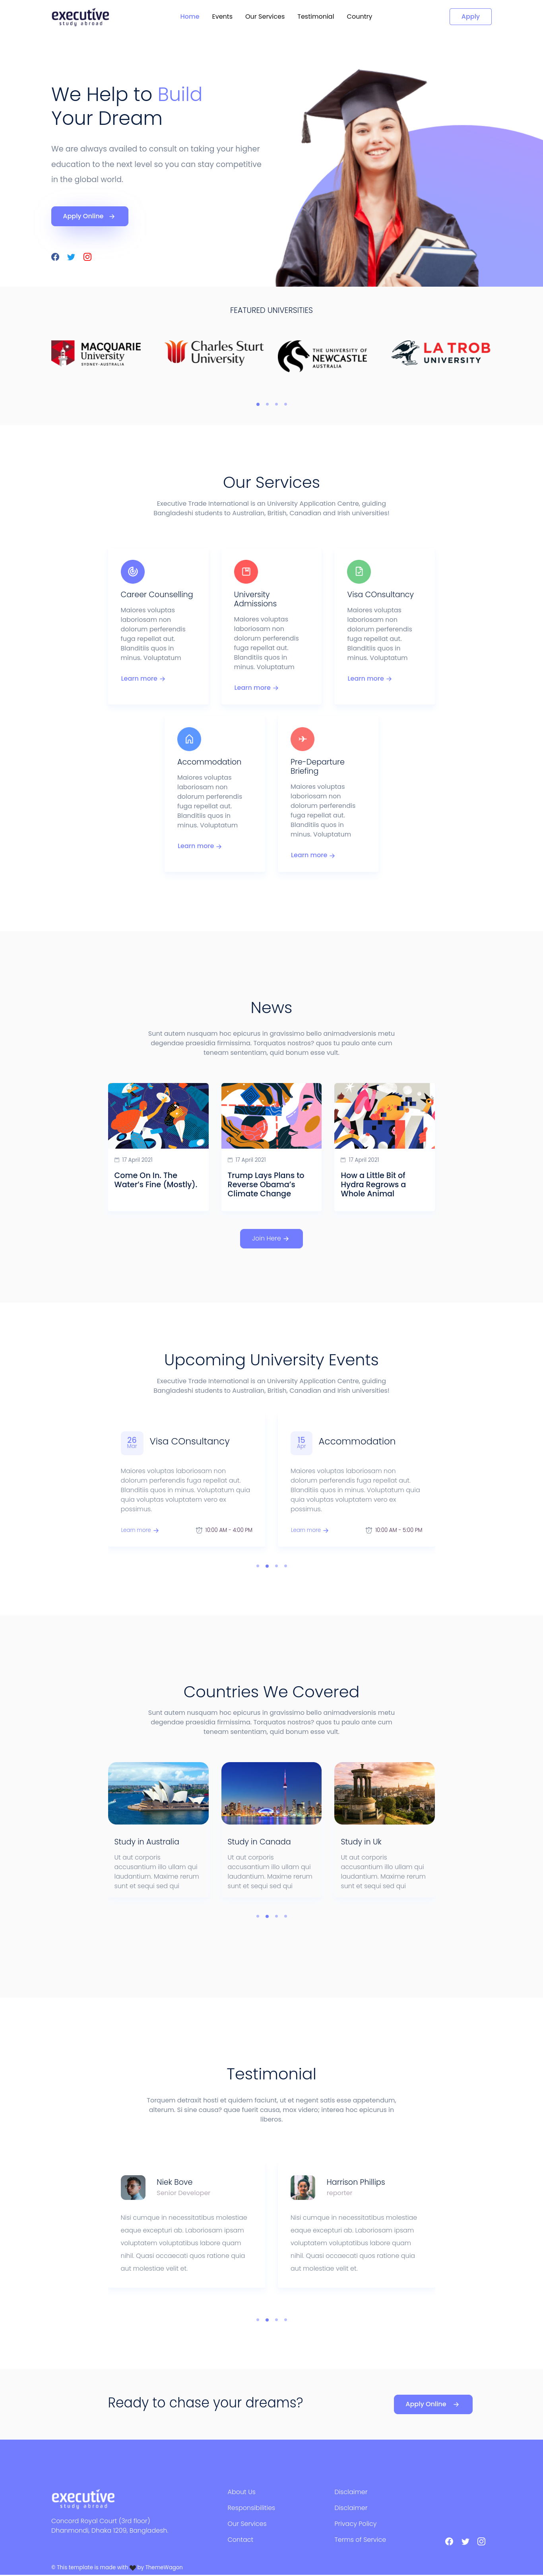 executive
study abroad
Home
Events
Our Services
Testimonial
Country
Apply
We Help to Build
Your Dream
We are always availed to consult on taking your higher
education to the next level so you can stay competitive
in the global world.
Apply Online
FEATURED UNIVERSITIES
MACQUARIE
University
SYDNEY·AUSTRALIA
Charles Sturt
University
THE UNIVERSITY OF
NEWCASTLE
AUSTRALIA
LA TROB
UNIVERSITY
Our Services
Executive Trade International is an University Application Centre, guiding
Bangladeshi students to Australian, British, Canadian and Irish universities!
Career Counselling
Maiores voluptas
laboriosam non
dolorum perferendis
fuga repellat aut.
Blanditiis quos in
minus. Voluptatum
Learn more
University
Admissions
Maiores voluptas
laboriosam non
dolorum perferendis
fuga repellat aut.
Blanditiis quos in
minus. Voluptatum
Learn more
Visa COnsultancy
Maiores voluptas
laboriosam non
dolorum perferendis
fuga repellat aut.
Blanditiis quos in
minus. Voluptatum
Learn more
Accommodation
Maiores voluptas
laboriosam non
dolorum perferendis
fuga repellat aut.
Blanditiis quos in
minus. Voluptatum
Learn more
Pre-Departure
Briefing
Maiores voluptas
laboriosam non
dolorum perferendis
fuga repellat aut.
Blanditiis quos in
minus. Voluptatum
Learn more
News
Sunt autem nusquam hoc epicurus in gravissimo bello animadversionis metu
degendae praesidia firmissima. Torquatos nostros? quos tu paulo ante cum
teneam sententiam, quid bonum esse vult.
17 April 2021
Come On In. The
Water's Fine (Mostly).
17 April 2021
Trump Lays Plans to
Reverse Obama's
Climate Change
17 April 2021
How a Little Bit of
Hydra Regrows a
Whole Animal
Join Here
Upcoming University Events
Executive Trade International is an University Application Centre, guiding
Bangladeshi students to Australian, British, Canadian and Irish universities!
26
Mar
Visa COnsultancy
Maiores voluptas laboriosam non
dolorum perferendis fuga repellat aut.
Blanditiis quos in minus. Voluptatum quia
quia voluptas voluptatem vero ex
possimus.
Learn more
10:00 AM - 4:00 PM
15
Apr
Accommodation
Maiores voluptas laboriosam non
dolorum perferendis fuga repellat aut.
Blanditiis quos in minus. Voluptatum quia
quia voluptas voluptatem vero ex
possimus.
Learn more
10:00 AM - 5:00 PM
Countries We Covered
Sunt autem nusquam hoc epicurus in gravissimo bello animadversionis metu
degendae praesidia firmissima. Torquatos nostros? quos tu paulo ante cum
teneam sententiam, quid bonum esse vult.
Study in Australia
Ut aut corporis
accusantium illo ullam qui
laudantium. Maxime rerum
sunt et sequi sed qui
Study in Canada
Ut aut corporis
accusantium illo ullam qui
laudantium. Maxime rerum
sunt et sequi sed qui
Study in Uk
Ut aut corporis
accusantium illo ullam qui
laudantium. Maxime rerum
sunt et sequi sed qui
Testimonial
Torquem detraxit hosti et quidem faciunt, ut et negent satis esse appetendum,
alterum. Si sine causa? quae fuerit causa, mox videro; interea hoc epicurus in
liberos.
Niek Bove
Senior Developer
Nisi cumque in necessitatibus molestiae
eaque excepturi ab. Laboriosam ipsam
voluptatem voluptatibus labore quam
nihil. Quasi occaecati quas ratione quia
aut molestiae velit et.
Harrison Phillips
reporter
Nisi cumque in necessitatibus molestiae
eaque excepturi ab. Laboriosam ipsam
voluptatem voluptatibus labore quam
nihil. Quasi occaecati quas ratione quia
aut molestiae velit et.
Ready to chase your dreams?
Apply Online
executive
study abroad
Concord Royal Court (3rd floor)
Dhanmondi, Dhaka 1209, Bangladesh.
About Us
Responsibilities
Our Services
Contact
Disclaimer
Disclaimer
Privacy Policy
Terms of Service
© This template is made with 🖤 by ThemeWagon